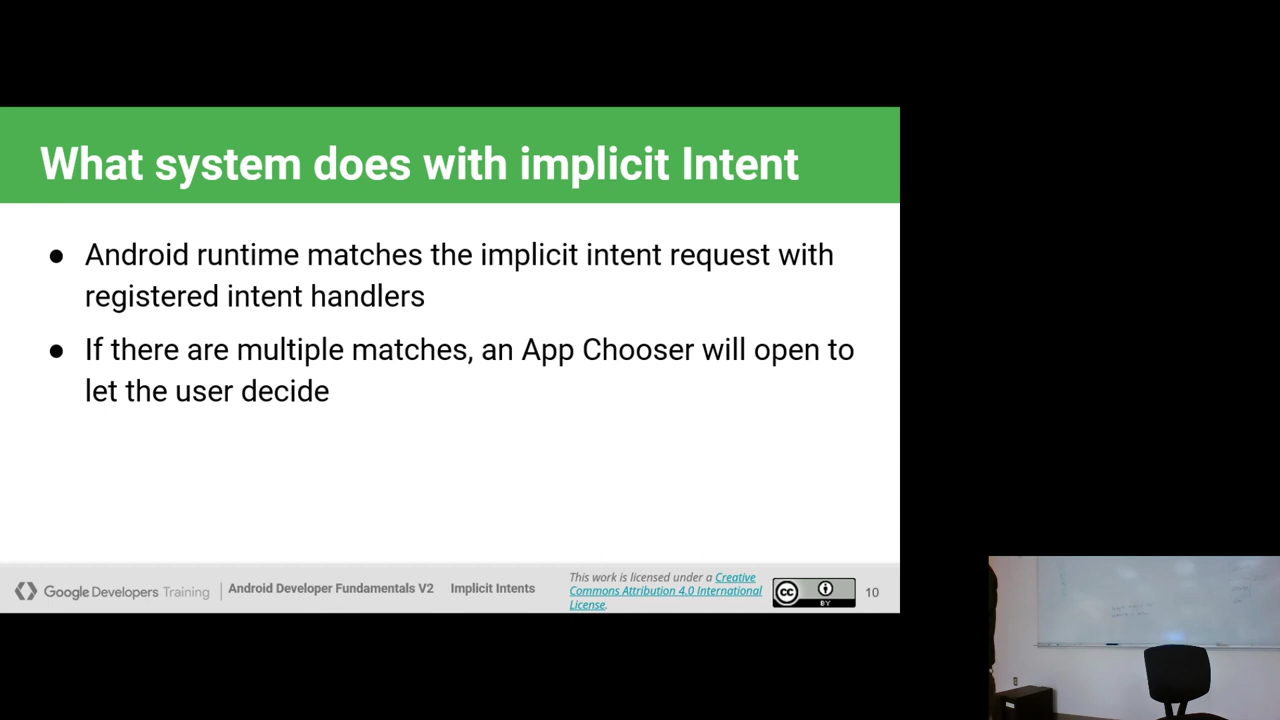 What system does with implicit Intent
● Android runtime matches the implicit intent request with
registered intent handlers
● If there are multiple matches, an App Chooser will open to
let the user decide
Google Developers Training
Android Developer Fundamentals V2
Implicit Intents
This work is licensed under a Creative
Commons Attribution 4.0 International
License.
cc
BY
10